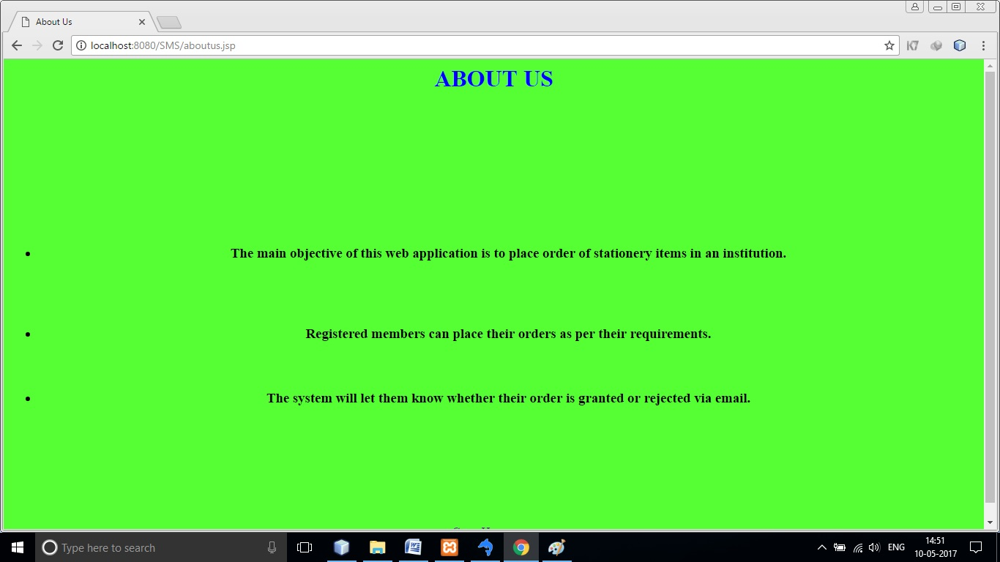 About Us
localhost:8080/SMS/aboutus.jsp
ABOUT US
The main objective of this web application is to place order of stationery items in an institution.
Registered members can place their orders as per their requirements.
The system will let them know whether their order is granted or rejected via email.
Type here to search
ENG
14:51
10-05-2017